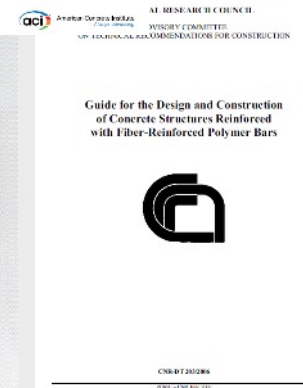 aci American Concrete Institute
AL RESEARCH COUNCIL
VISORY COMMITTEE
ON TECHNICAL RECOMMENDATIONS FOR CONSTRUCTION
Guide for the Design and Construction
of Concrete Structures Reinforced
with Fiber-Reinforced Polymer Bars
CNR-DT 203/2006